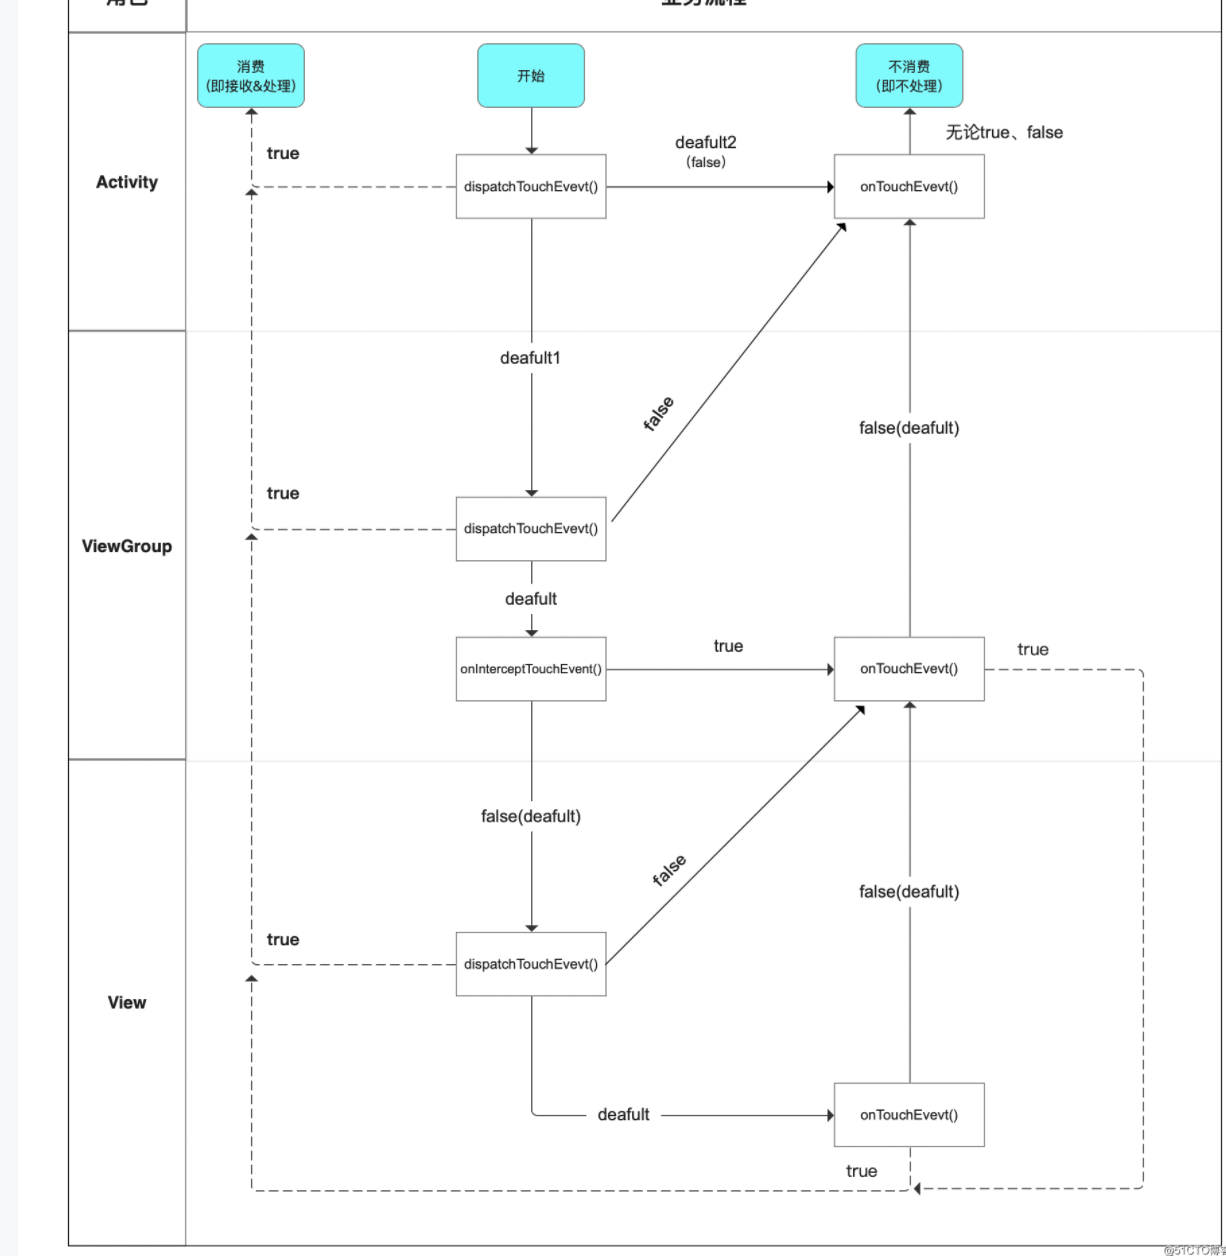 角色
业务流程
消费
(即接收&处理)
开始
不消费
(即不处理)
无论true、false
true
deafult2
(false)
Activity
dispatchTouchEvevt()
onTouchEvevt()
deafult1
false
false(deafult)
true
dispatchTouchEvevt()
ViewGroup
deafult
true
true
onInterceptTouchEvent()
onTouchEvevt()
false(deafult)
false
false(deafult)
true
dispatchTouchEvevt()
View
deafult
onTouchEvevt()
true
@51CTO博客